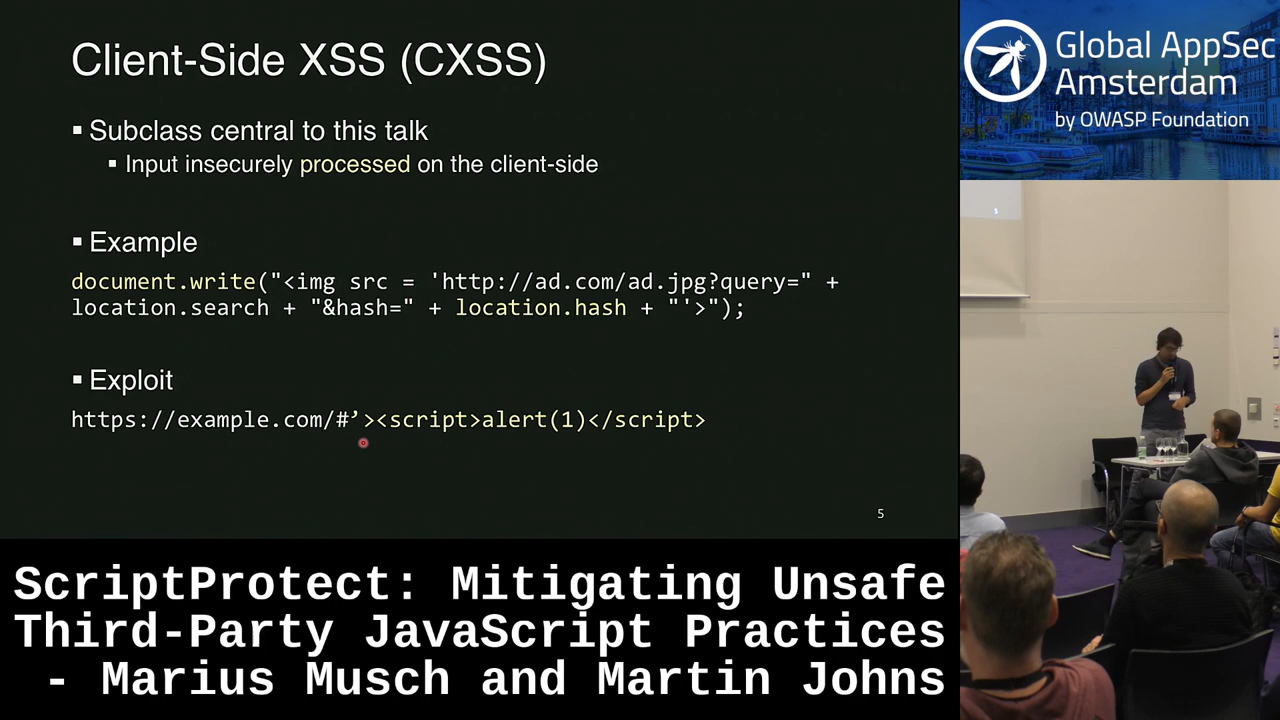 Client-Side XSS (CXSS)
▪ Subclass central to this talk
▪ Input insecurely processed on the client-side
▪ Example
document.write("<img src = 'http://ad.com/ad.jpg?query=" +
location.search + "&hash=" + location.hash + "'>");
▪ Exploit
https://example.com/#’><script>alert(1)</script>
5
Global AppSec
Amsterdam
by OWASP Foundation
ScriptProtect: Mitigating Unsafe
Third-Party JavaScript Practices
- Marius Musch and Martin Johns